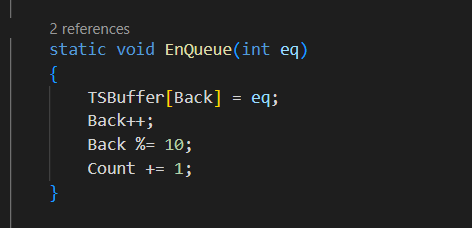 2 references
static void EnQueue(int eq)
{
    TSBuffer[Back] = eq;
    Back++;
    Back %= 10;
    Count += 1;
}